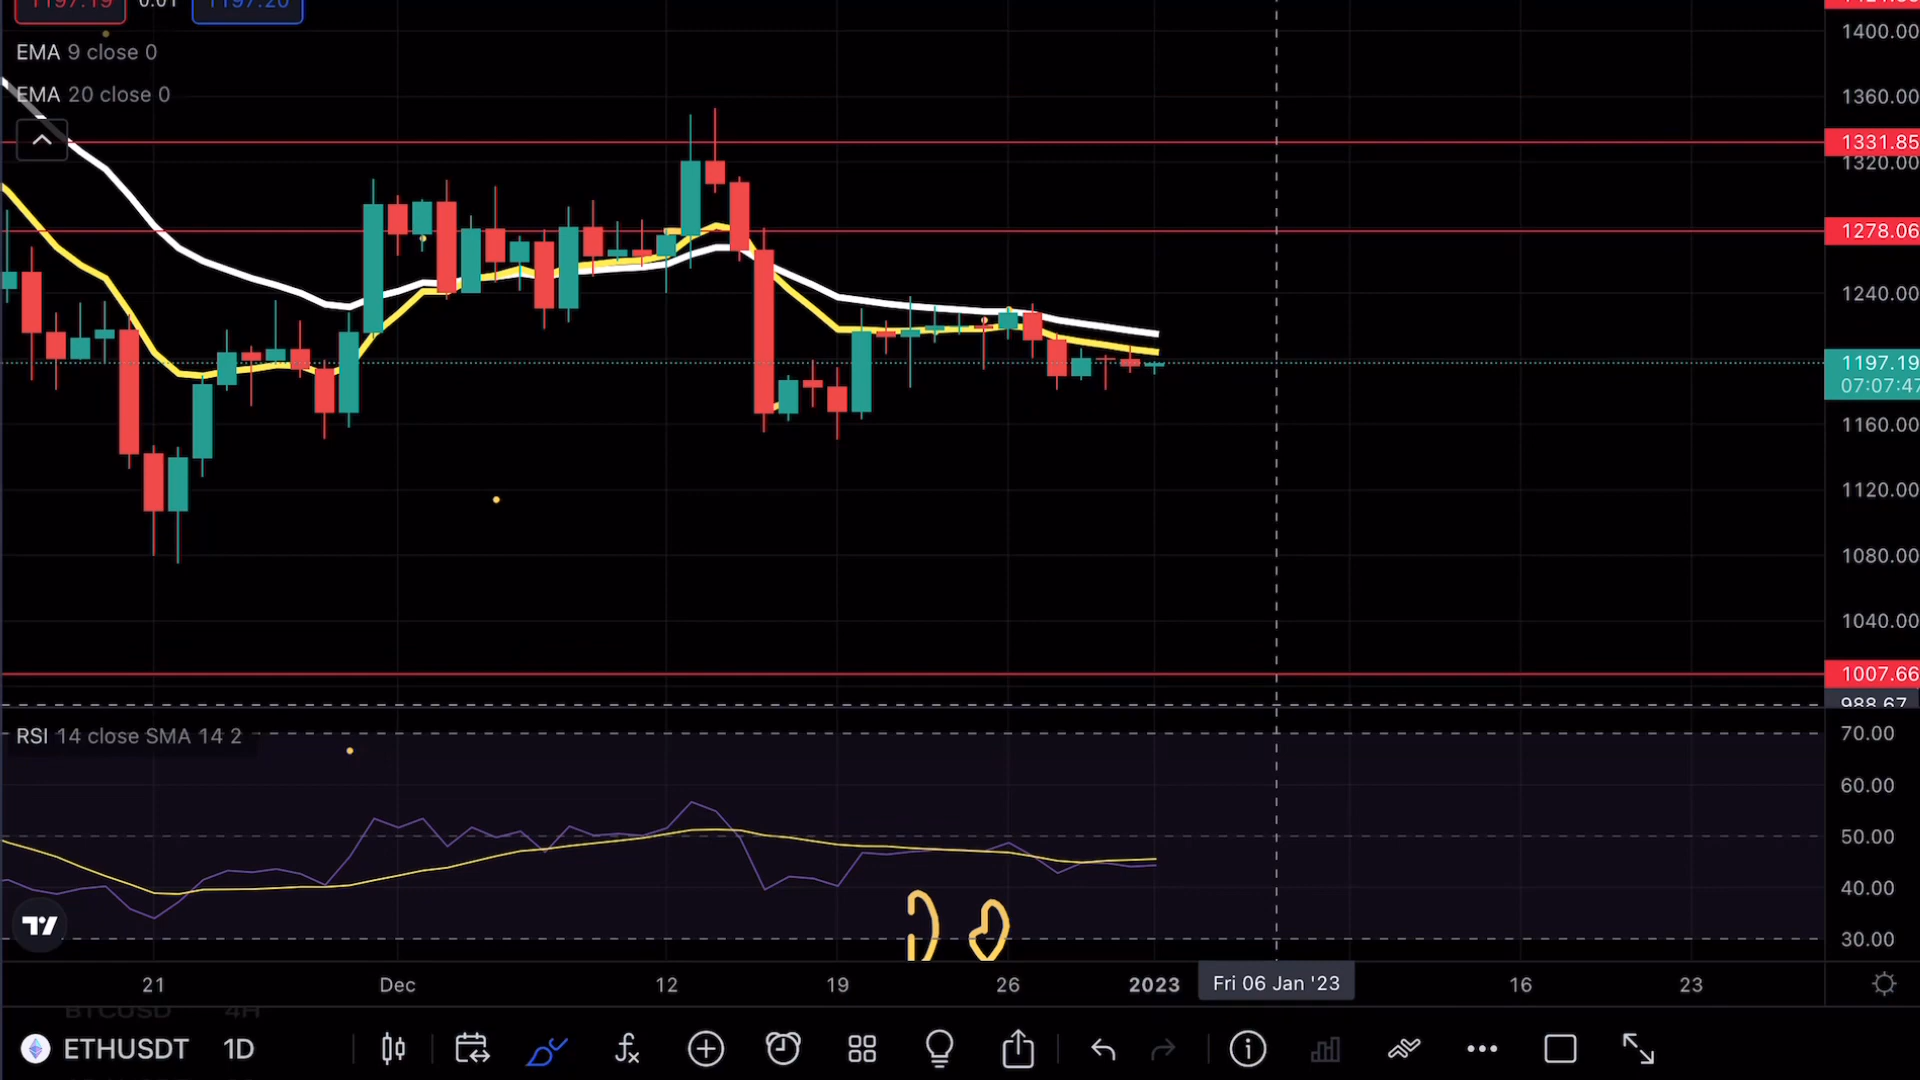 1197.19 0.01 1197.20
EMA 9 close 0
EMA 20 close 0
1400.00
1360.00
1331.85
1320.00
1278.06
1240.00
1197.19
07:07:47
1160.00
1120.00
1080.00
1040.00
1007.66
988.67
RSI 14 close SMA 14 2
70.00
60.00
50.00
40.00
30.00
21 Dec 12 19 26 2023 Fri 06 Jan '23 16 23
BTCUSD 4H
ETHUSDT 1D